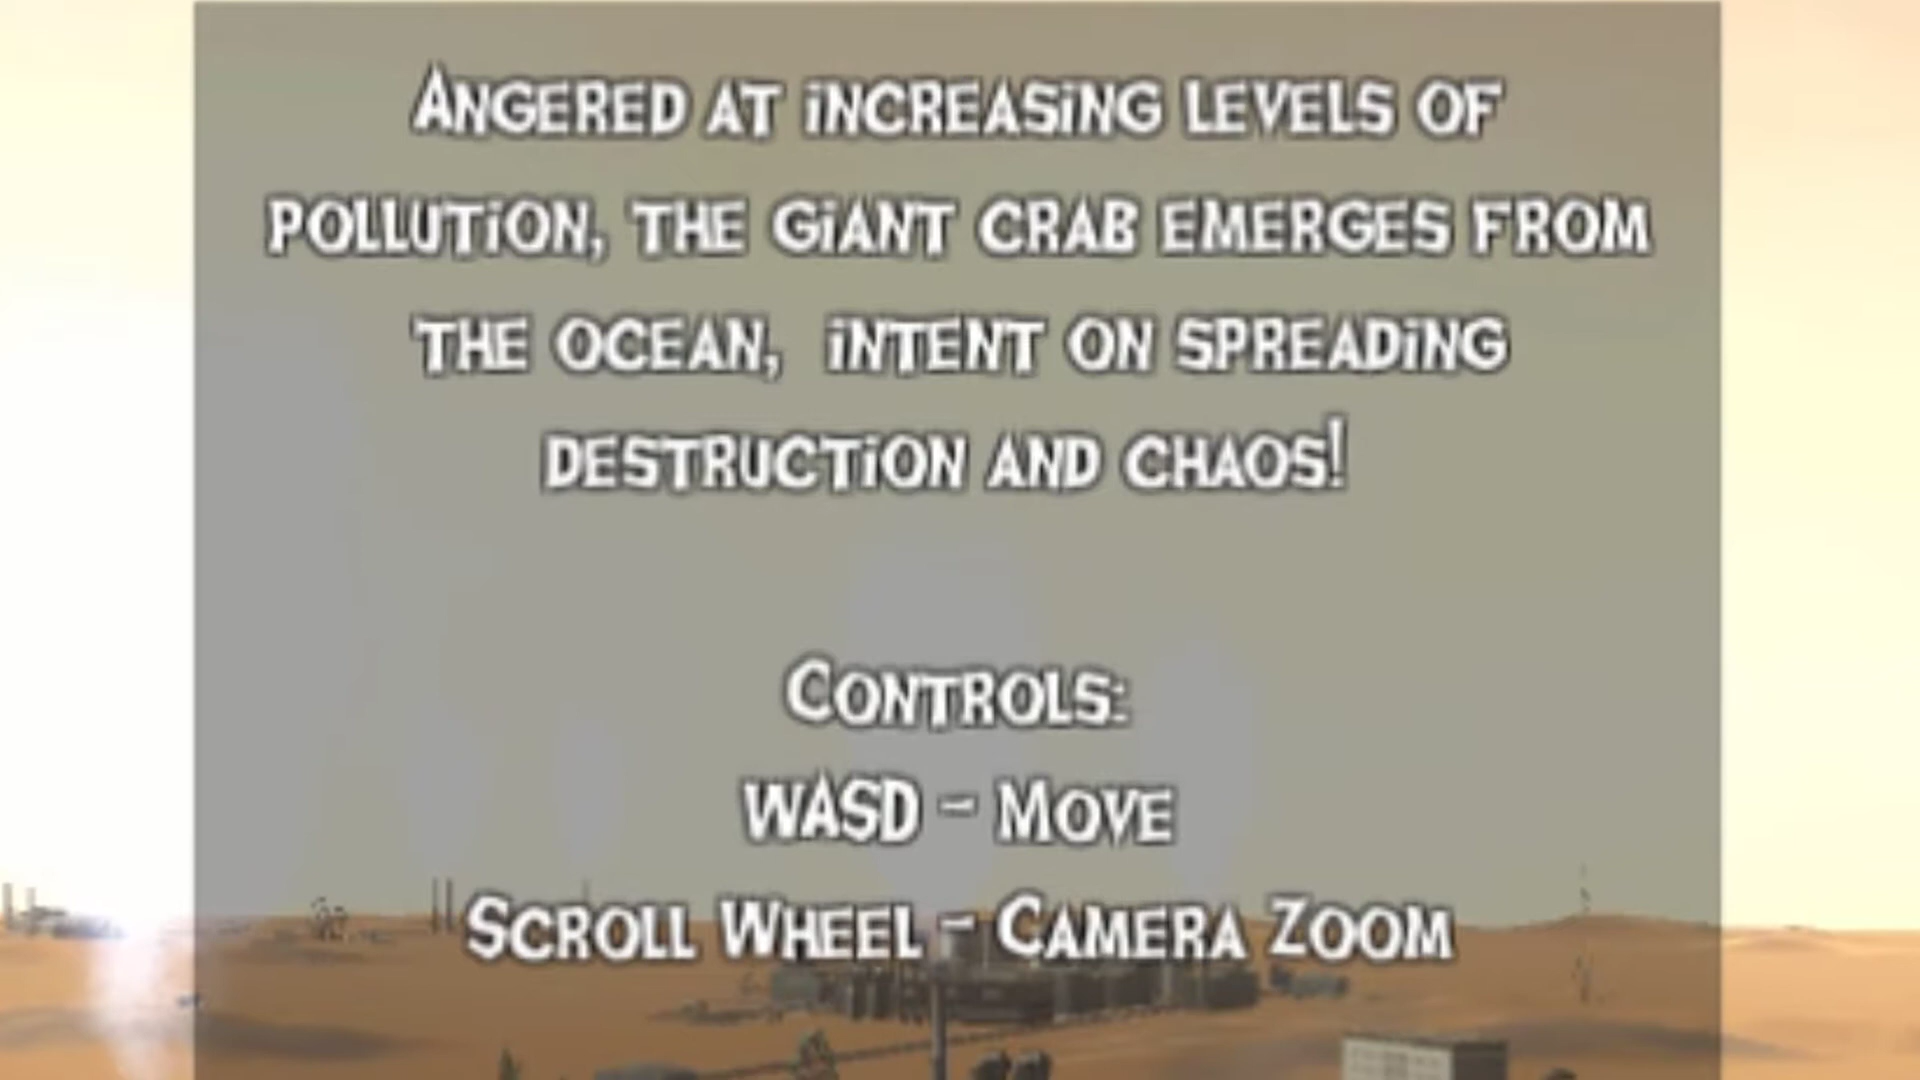 Angered at increasing levels of
pollution, the giant crab emerges from
the ocean,  intent on spreading
destruction and chaos!
Controls:
WASD - Move
Scroll Wheel - Camera Zoom